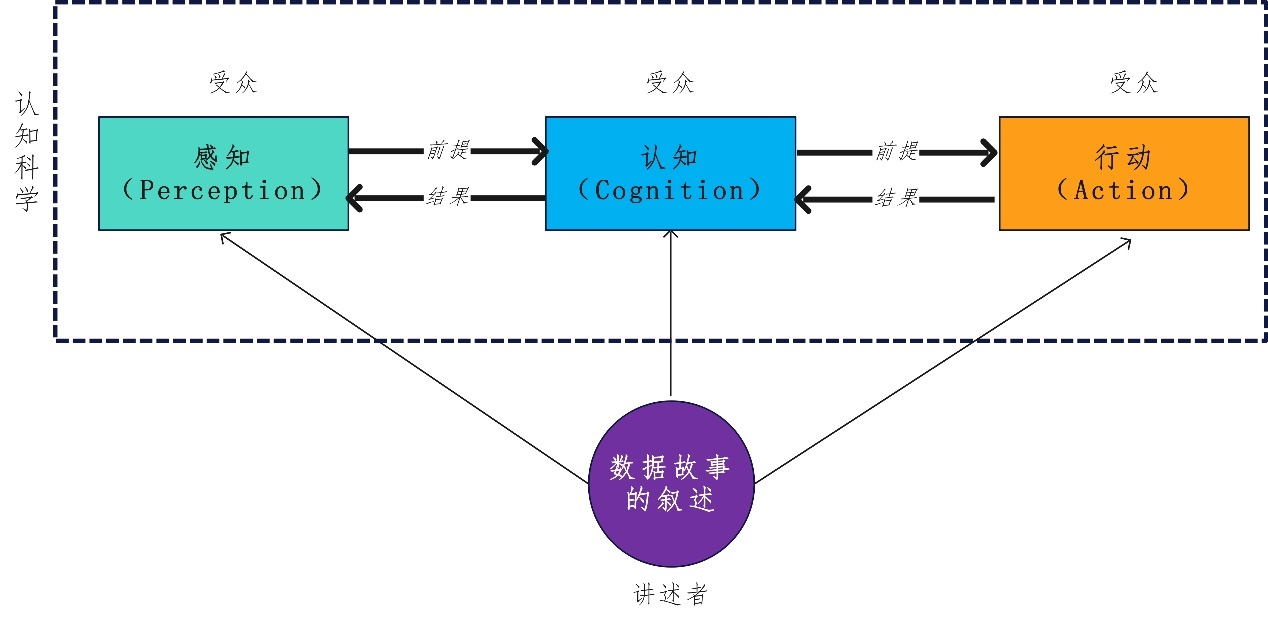 认知科学
受众
受众
受众
感知
（Perception）
前提
结果
认知
（Cognition）
前提
结果
行动
（Action）
数据故事
的叙述
讲述者